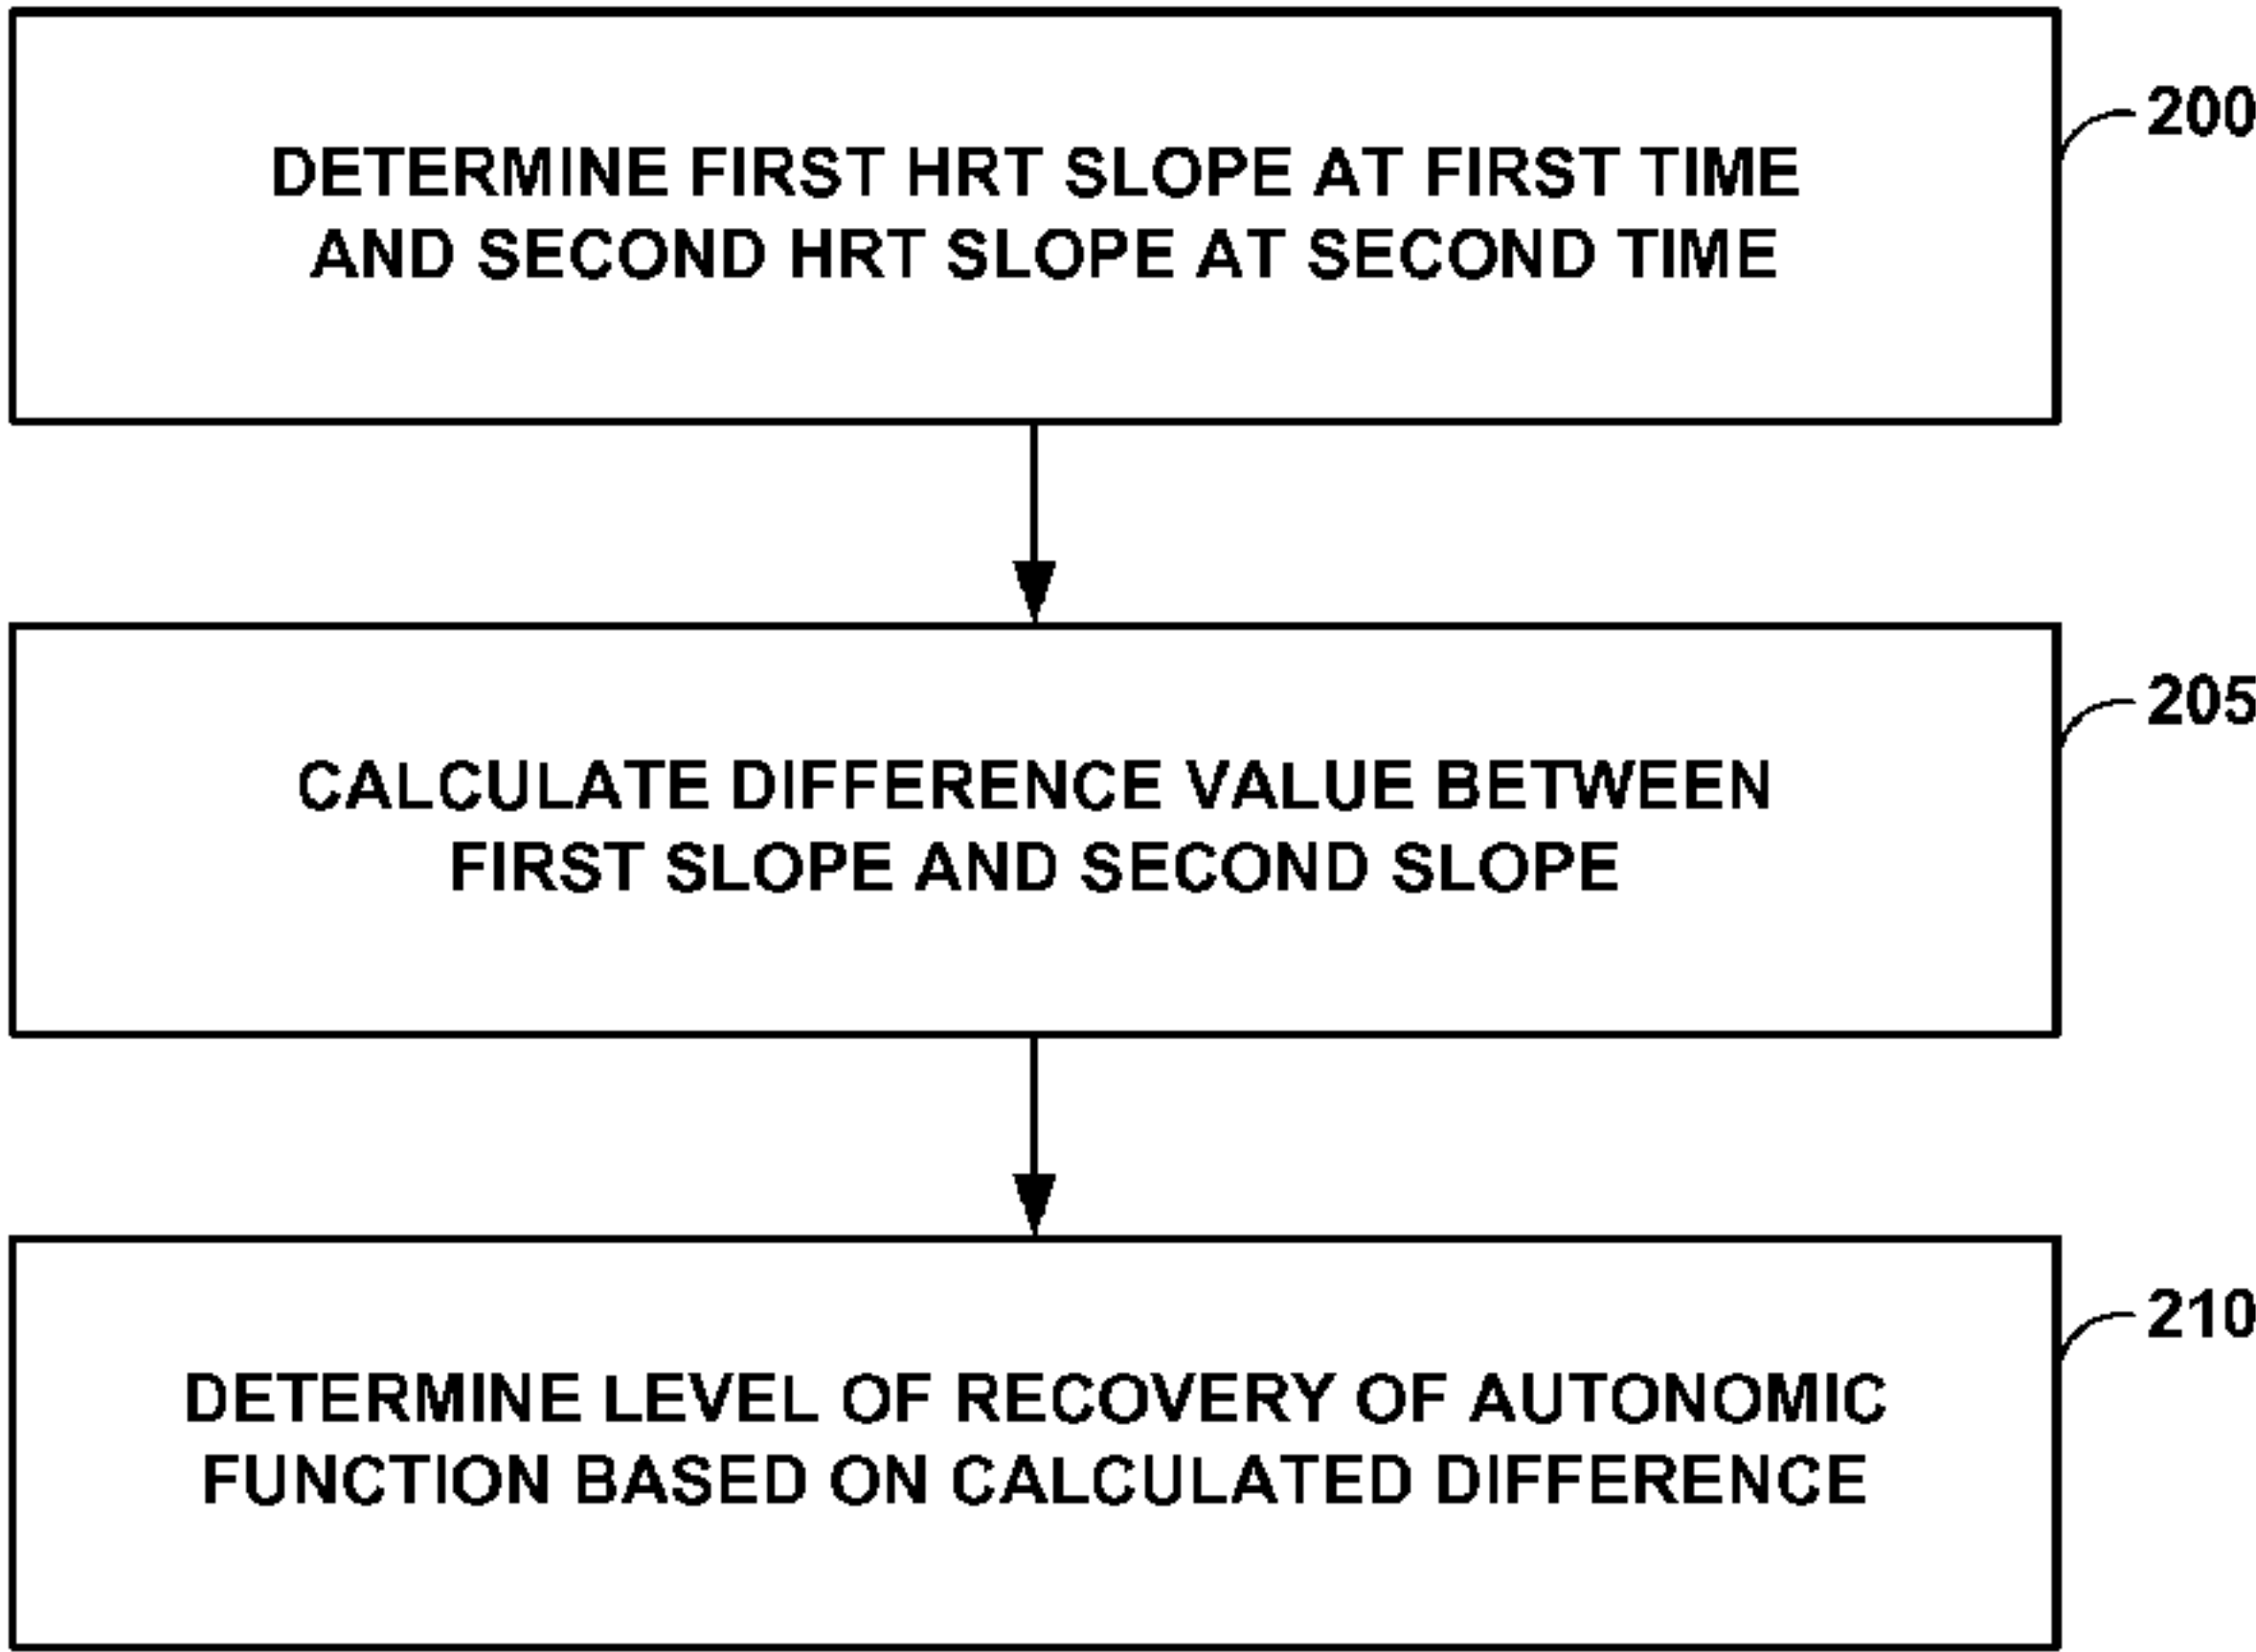 200
DETERMINE FIRST HRT SLOPE AT FIRST TIME
AND SECOND HRT SLOPE AT SECOND TIME
205
CALCULATE DIFFERENCE VALUE BETWEEN
FIRST SLOPE AND SECOND SLOPE
210
DETERMINE LEVEL OF RECOVERY OF AUTONOMIC
FUNCTION BASED ON CALCULATED DIFFERENCE